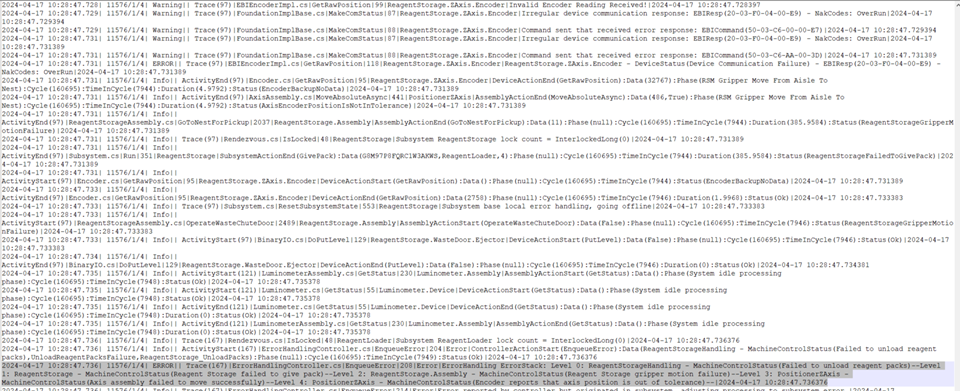 2024-04-17 10:28:47.728| 11576/1/4| Warning|| Trace(97)|EBIEncoderImpl.cs|GetRawPosition|99|ReagentStorage.ZAxis.Encoder|Invalid Encoder Reading Received!|2024-04-17 10:28:47.728397
2024-04-17 10:28:47.729| 11576/1/4| Warning|| Trace(97)|FoundationImplBase.cs|MakeComStatus|87|ReagentStorage.ZAxis.Encoder|Irregular device communication response: EBIResp(20-03-F0-04-00-E9) - NakCodes: OverRun|2024-04-17
10:28:47.729394
2024-04-17 10:28:47.731| 11576/1/4| Warning|| Trace(97)|FoundationImplBase.cs|MakeComStatus|88|ReagentStorage.ZAxis.Encoder|Command sent that received error response: EBICommand(50-03-C6-00-00-E7)|2024-04-17 10:28:47.729394
2024-04-17 10:28:47.731| 11576/1/4| Warning|| Trace(97)|FoundationImplBase.cs|MakeComStatus|87|ReagentStorage.ZAxis.Encoder|Irregular device communication response: EBIResp(20-03-F0-04-00-E9) - NakCodes: OverRun|2024-04-17
10:28:47.731389
2024-04-17 10:28:47.731| 11576/1/4| Warning|| Trace(97)|FoundationImplBase.cs|MakeComStatus|88|ReagentStorage.ZAxis.Encoder|Command sent that received error response: EBICommand(50-03-C6-AA-00-3D)|2024-04-17 10:28:47.731389
2024-04-17 10:28:47.731| 11576/1/4| ERROR|| Trace(97)|EBIEncoderImpl.cs|GetRawPosition|118|ReagentStorage.ZAxis.Encoder|ReagentStorage.ZAxis.Encoder - DeviceStatus(Device Communication Failure) - EBIResp(20-03-F0-04-00-E9) -
NakCodes: OverRun|2024-04-17 10:28:47.731389
2024-04-17 10:28:47.731| 11576/1/4| Info|| ActivityEnd(97)|Encoder.cs|GetRawPosition|95|ReagentStorage.ZAxis.Encoder|DeviceActionEnd(GetRawPosition):Data(32767):Phase(RSM Gripper Move From Aisle To
Nest):Cycle(160695):TimeInCycle(7944):Duration(4.9792):Status(EncoderBackupNoData)|2024-04-17 10:28:47.731389
2024-04-17 10:28:47.731| 11576/1/4| Info|| ActivityEnd(97)|AxisAssembly.cs|MoveAbsoluteAsync|441|PositionerZAxis|AssemblyActionEnd(MoveAbsoluteAsync):Data(486,True):Phase(RSM Gripper Move From Aisle To
Nest):Cycle(160695):TimeInCycle(7944):Duration(4.9792):Status(AxisEncoderPositionIsNotInTolerance)|2024-04-17 10:28:47.731389
2024-04-17 10:28:47.731| 11576/1/4| Info||
ActivityEnd(97)|ReagentStorageAssembly.cs|GoToNestForPickup|2037|ReagentStorage.Assembly|AssemblyActionEnd(GoToNestForPickup):Data(11):Phase(null):Cycle(160695):TimeInCycle(7944):Duration(385.9584):Status(ReagentStorageGripperM
otionFailure)|2024-04-17 10:28:47.731389
2024-04-17 10:28:47.731| 11576/1/4| Info|| Trace(97)|Rendezvous.cs|IsLocked|48|ReagentStorage|Subsystem ReagentStorage lock count = InterlockedLong(0)|2024-04-17 10:28:47.731389
2024-04-17 10:28:47.731| 11576/1/4| Info||
2024-04-17 10:28:47.731| 11576/1/4| Info||
ActivityStart(97)|Encoder.cs|GetRawPosition|95|ReagentStorage.ZAxis.Encoder|DeviceActionStart(GetRawPosition):Data():Phase(null):Cycle(160695):TimeInCycle(7944):Status(EncoderBackupNoData)|2024-04-17 10:28:47.731389
2024-04-17 10:28:47.733| 11576/1/4| Info||
ActivityEnd(97)|Encoder.cs|GetRawPosition|95|ReagentStorage.ZAxis.Encoder|DeviceActionEnd(GetRawPosition):Data(2758):Phase(null):Cycle(160695):TimeInCycle(7946):Duration(1.9968):Status(Ok)|2024-04-17 10:28:47.733383
2024-04-17 10:28:47.733| 11576/1/4| Info|| Trace(97)|Subsystem.cs|ResetSubsystemState|553|ReagentStorage|Subsystem base local error handling, going offline|2024-04-17 10:28:47.733383
2024-04-17 10:28:47.733| 11576/1/4| Info||
ActivityStart(97)|ReagentStorageAssembly.cs|OperateWasteChuteDoor|2489|ReagentStorage.Assembly|AssemblyActionStart(OperateWasteChuteDoor):Data(False):Phase(null):Cycle(160695):TimeInCycle(7946):Status(ReagentStorageGripperMotio
nFailure)|2024-04-17 10:28:47.733383
2024-04-17 10:28:47.733| 11576/1/4| Info|| ActivityStart(97)|BinaryIO.cs|DoPutLevel|129|ReagentStorage.WasteDoor.Ejector|DeviceActionStart(PutLevel):Data(False):Phase(null):Cycle(160695):TimeInCycle(7946):Status(Ok)|2024-04-17
10:28:47.733383
2024-04-17 10:28:47.734| 11576/1/4| Info||
ActivityEnd(97)|BinaryIO.cs|DoPutLevel|129|ReagentStorage.WasteDoor.Ejector|DeviceActionEnd(PutLevel):Data(False):Phase(null):Cycle(160695):TimeInCycle(7946):Duration(0):Status(Ok)|2024-04-17 10:28:47.734381
2024-04-17 10:28:47.735| 11576/1/4| Info|| ActivityStart(121)|LuminometerAssembly.cs|GetStatus|230|Luminometer.Assembly|AssemblyActionStart(GetStatus):Data():Phase(System idle processing
phase):Cycle(160695):TimeInCycle(7948):Status(Ok)|2024-04-17 10:28:47.735378
2024-04-17 10:28:47.735| 11576/1/4| Info|| ActivityStart(121)|Luminometer.cs|GetStatus|55|Luminometer.Device|DeviceActionStart(GetStatus):Data():Phase(System idle processing
phase):Cycle(160695):TimeInCycle(7948):Status(Ok)|2024-04-17 10:28:47.735378
2024-04-17 10:28:47.735| 11576/1/4| Info|| ActivityEnd(121)|Luminometer.cs|GetStatus|55|Luminometer.Device|DeviceActionEnd(GetStatus):Data():Phase(System idle processing
phase):Cycle(160695):TimeInCycle(7948):Duration(0):Status(Ok)|2024-04-17 10:28:47.735378
2024-04-17 10:28:47.735| 11576/1/4| Info|| ActivityEnd(121)|LuminometerAssembly.cs|GetStatus|230|Luminometer.Assembly|AssemblyActionEnd(GetStatus):Data():Phase(System idle processing
phase):Cycle(160695):TimeInCycle(7948):Duration(0):Status(Ok)|2024-04-17 10:28:47.735378
2024-04-17 10:28:47.736| 11576/1/4| Info|| Trace(167)|Rendezvous.cs|IsLocked|48|ReagentLoader|Subsystem ReagentLoader lock count = InterlockedLong(0)|2024-04-17 10:28:47.736376
2024-04-17 10:28:47.736| 11576/1/4| Info|| ActivityStart(167)|ErrorHandlingController.cs|EnqueueError|204|Error|ControllerActionStart(EnqueueError):Data(ReagentStorageHandling - MachineControlStatus(Failed to unload reagent
packs),UnloadReagentPacksFailure,ReagentStorage_UnloadPacks):Phase(null):Cycle(160695):TimeInCycle(7949):Status(Ok)|2024-04-17 10:28:47.736376
2024-04-17 10:28:47.736| 11576/1/4| ERROR|| Trace(167)|ErrorHandlingController.cs|EnqueueError|208|Error|ErrorHandling ErrorStack: Level 0: ReagentStorageHandling - MachineControlStatus(Failed to unload reagent packs)--Level
1: ReagentStorage - MachineControlStatus(Reagent Storage failed to give pack)--Level 2: ReagentStorage.Assembly - MachineControlStatus(Reagent Storage gripper motion failure)--Level 3: PositionerZAxis -
MachineControlStatus(Axis assembly failed to move successfully)--Level 4: PositionerZAxis - MachineControlStatus(Encoder reports that axis position is out of tolerance)--|2024-04-17 10:28:47.736376